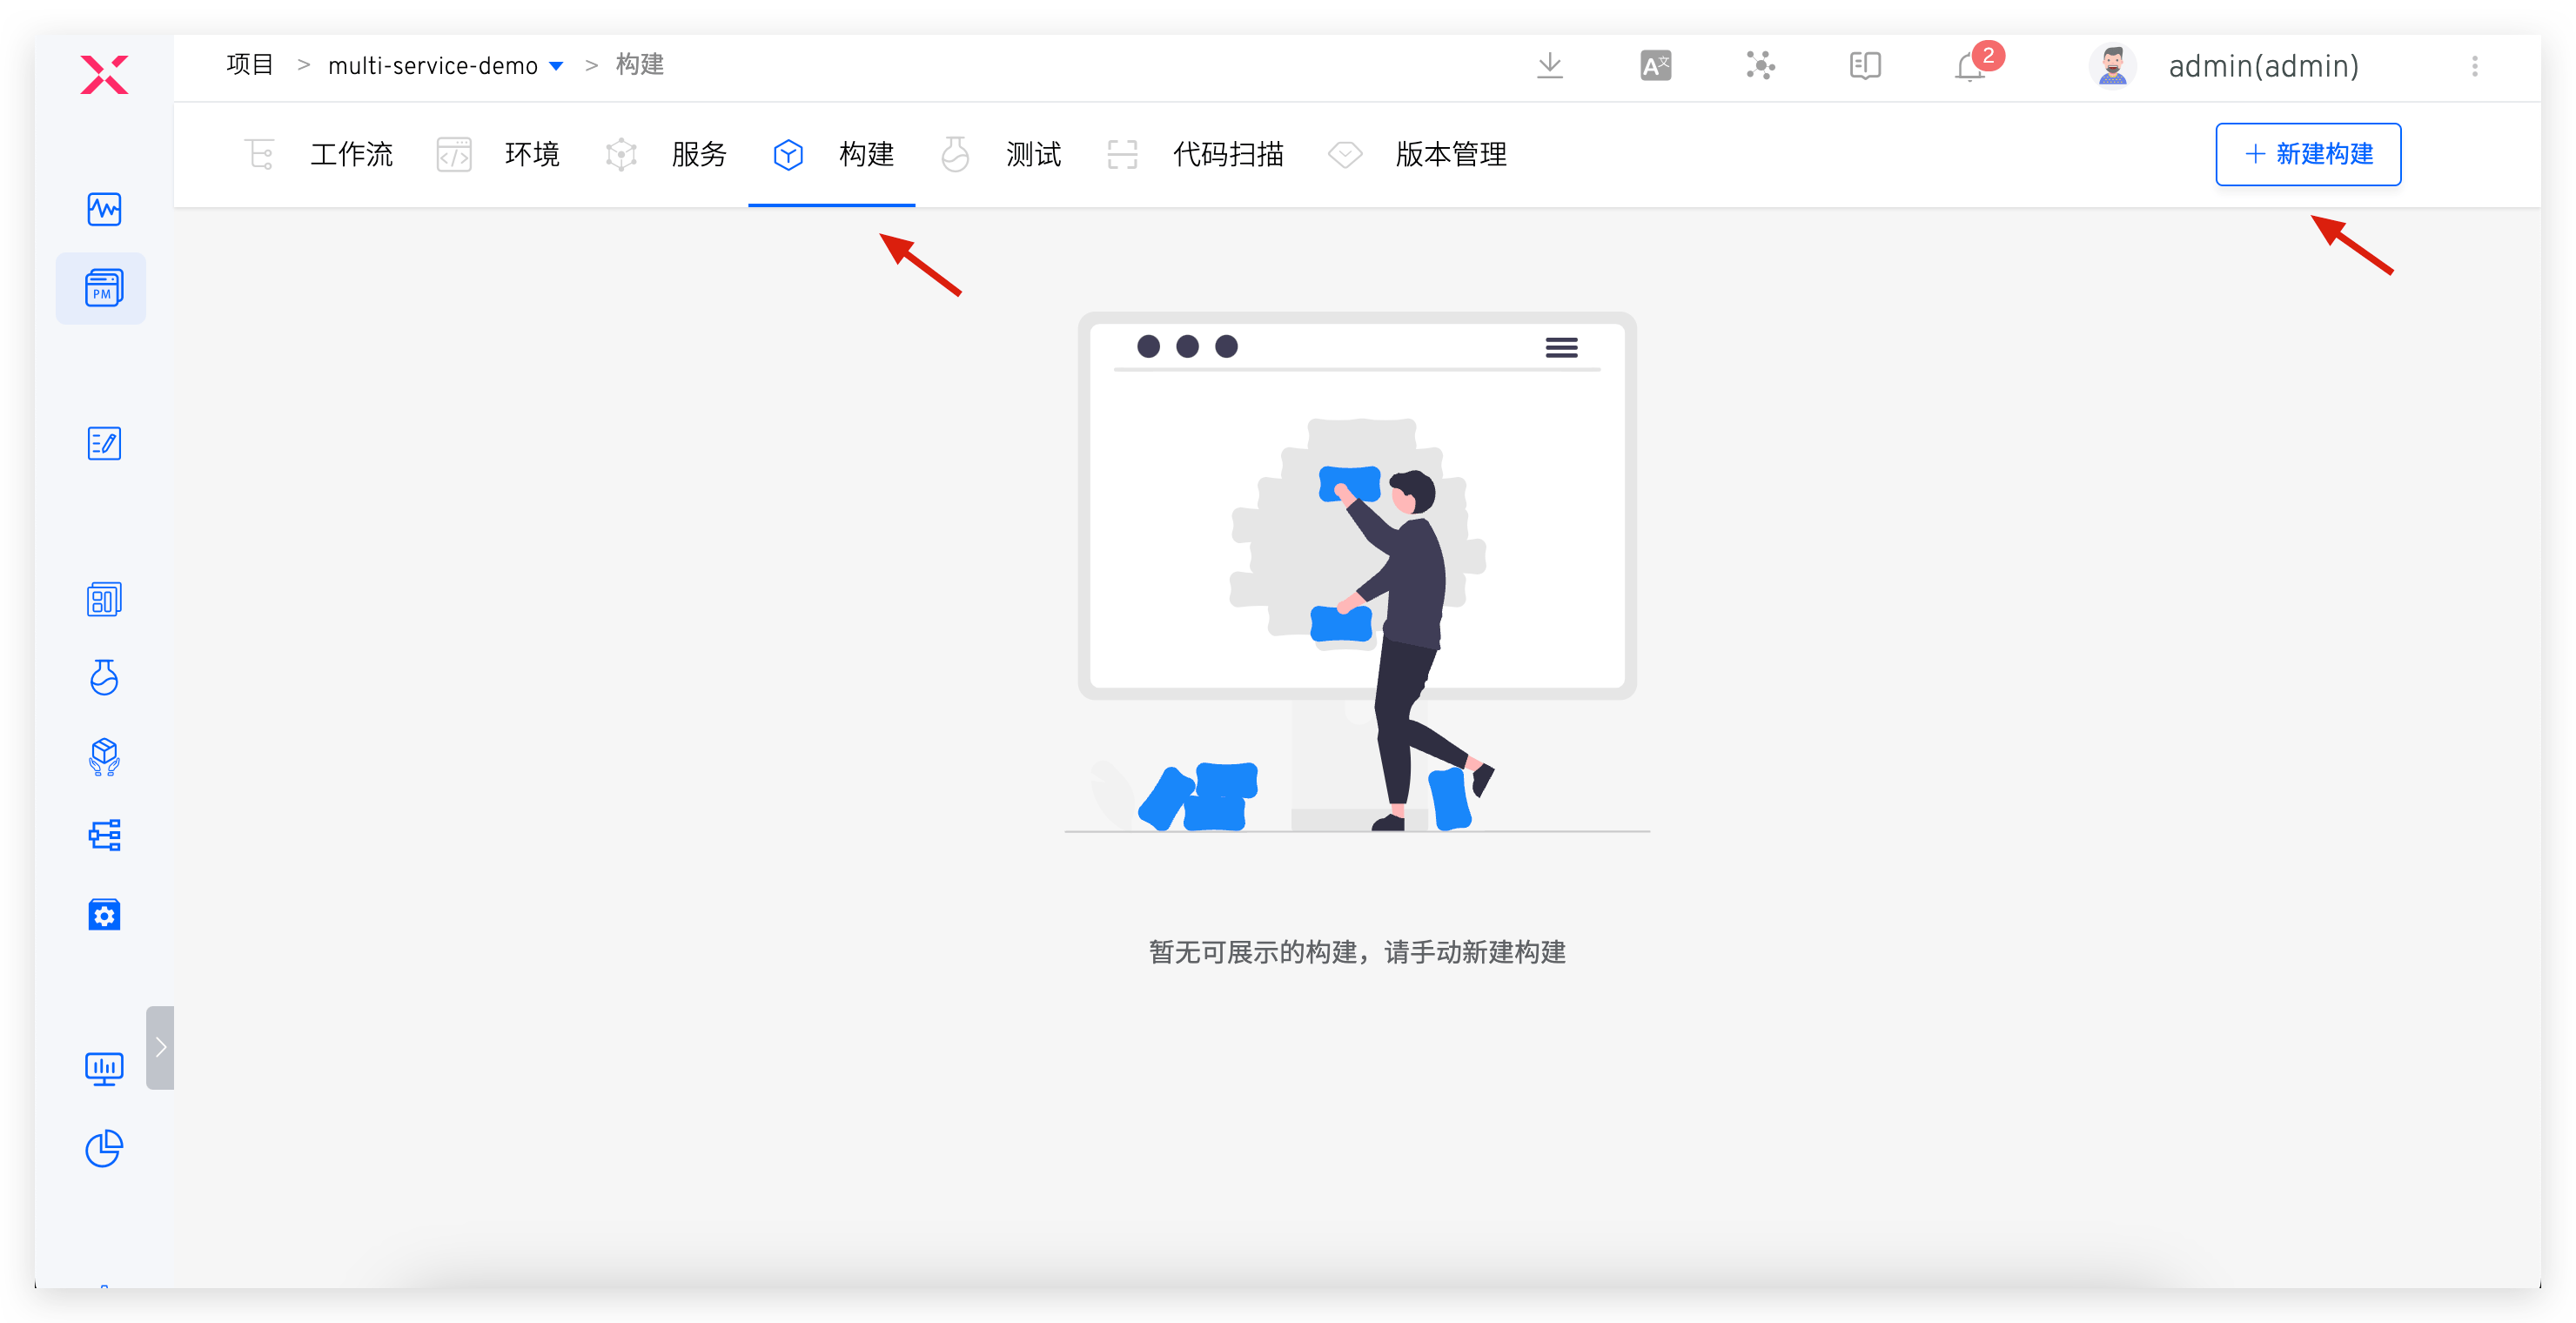 项目 > multi-service-demo > 构建
2
admin(admin)
工作流 环境 服务 构建 测试 代码扫描 版本管理
+ 新建构建
PM
暂无可展示的构建，请手动新建构建